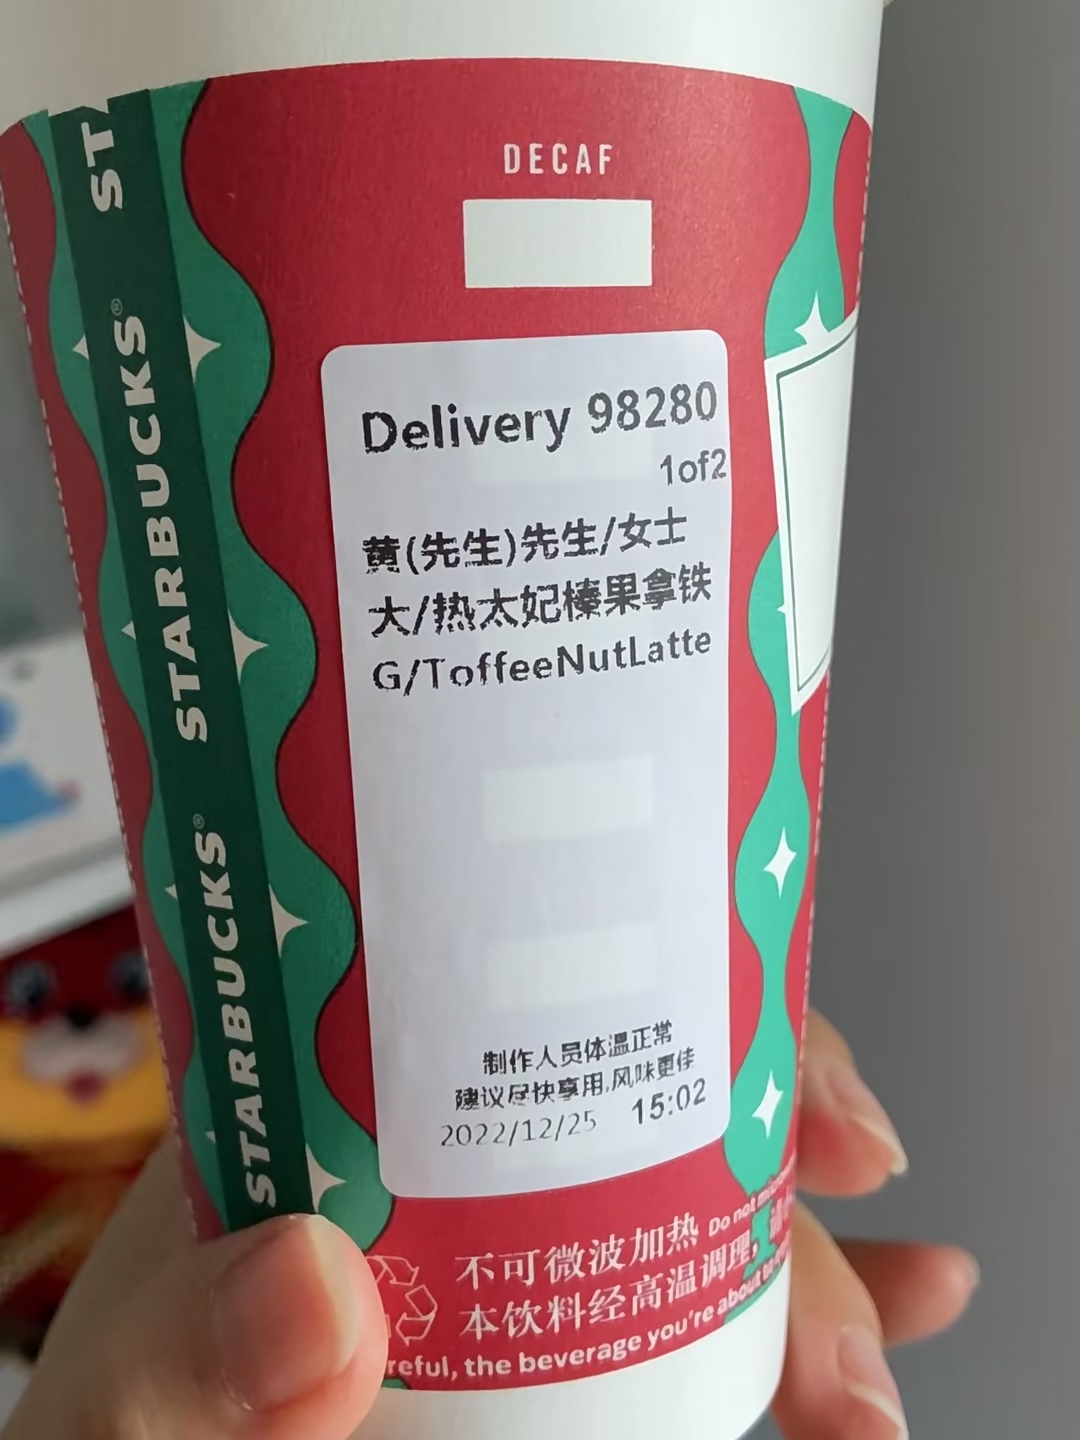 DECAF
STARBUCKS®
STARBUCKS®
ST
Delivery 98280
1of2
黄(先生)先生/女士
大/热太妃榛果拿铁
G/ToffeeNutLatte
制作人员体温正常
建议尽快享用,风味更佳
2022/12/25 15:02
不可微波加热 Do not
本饮料经高温调理,
the beverage you're about